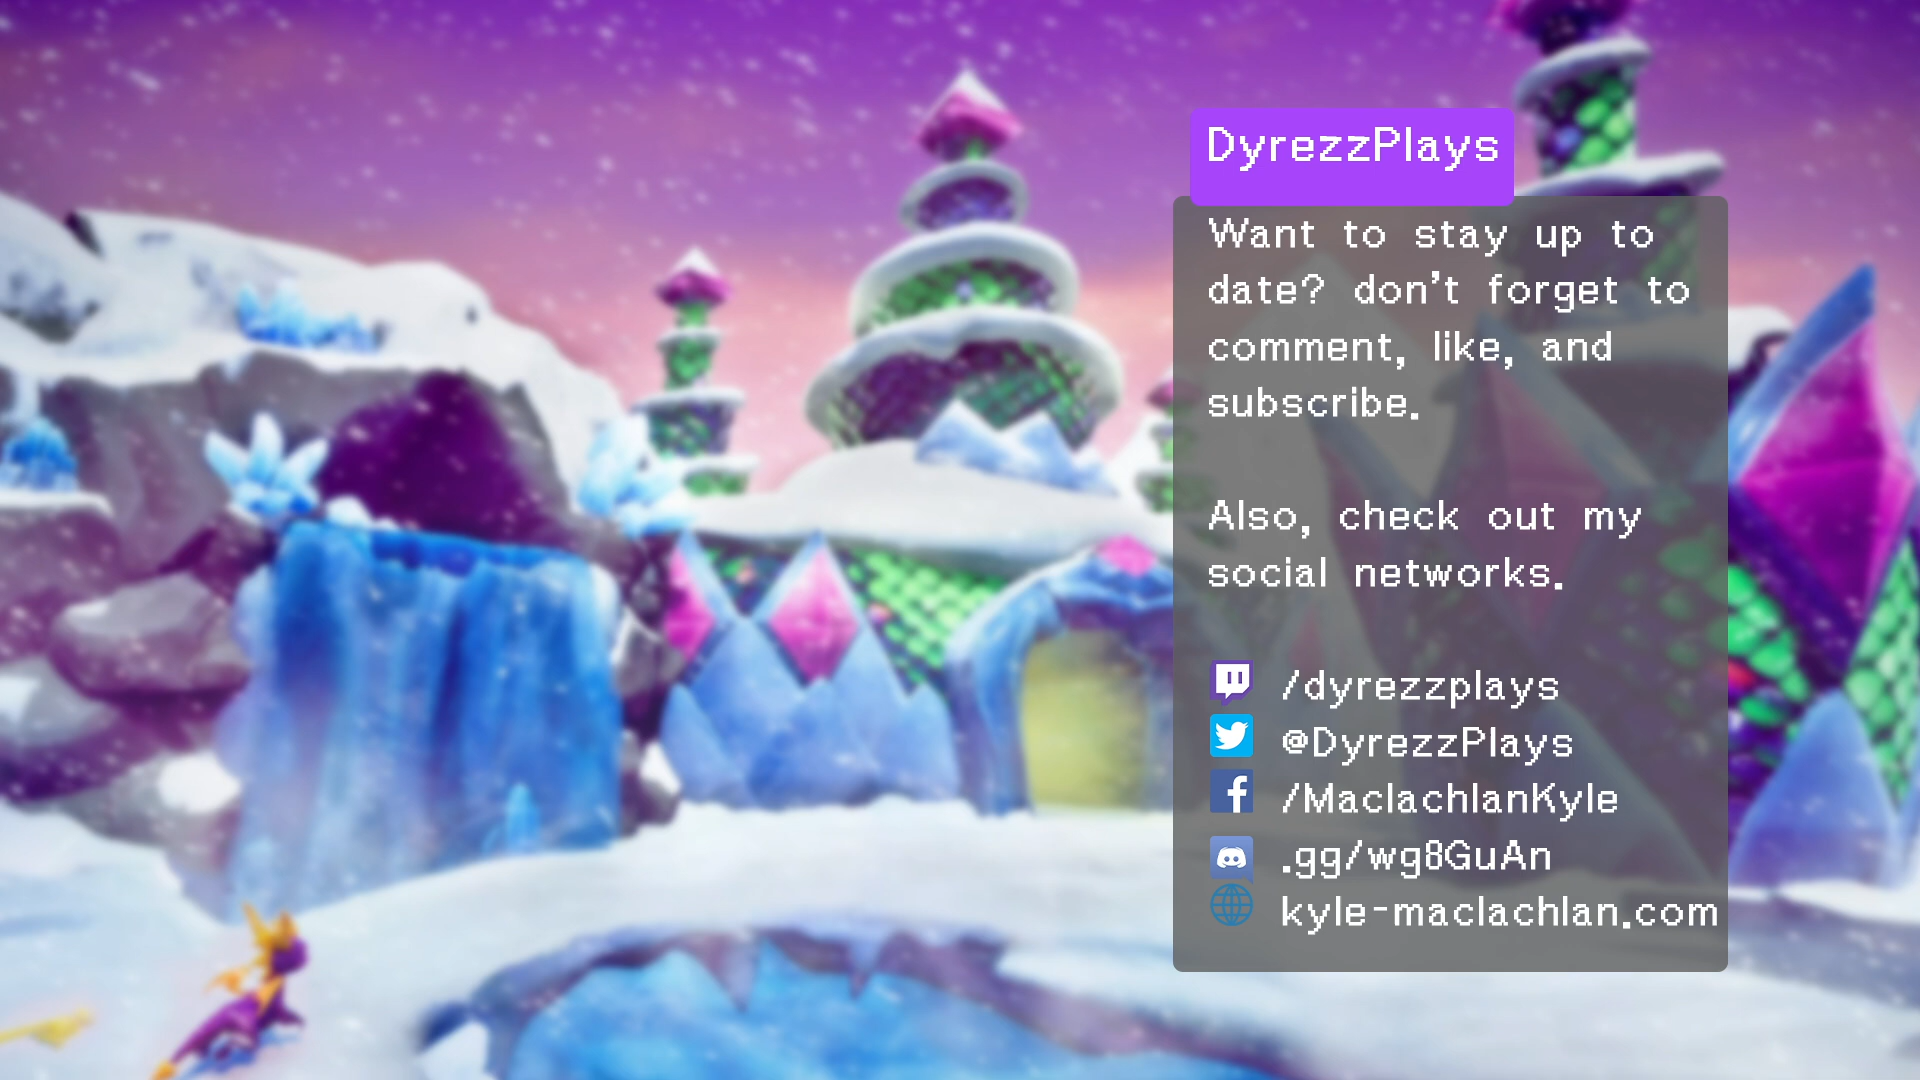 DyrezzPlays
Want to stay up to
date? don't forget to
comment, like, and
subscribe.
Also, check out my
social networks.
/dyrezzplays
@DyrezzPlays
/MaclachlanKyle
.gg/wg8GuAn
kyle-maclachlan.com